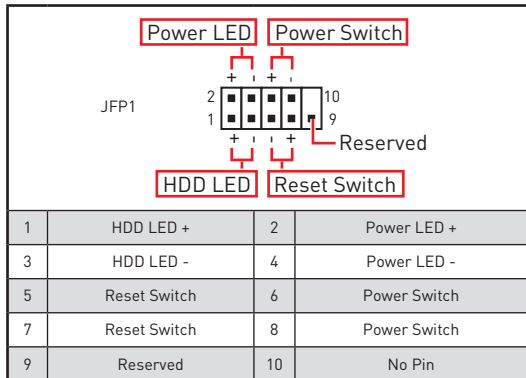 Power LED Power Switch
+ - + -
JFP1
2 10
1 9
+ - - +
Reserved
HDD LED Reset Switch
1 HDD LED + 2 Power LED +
3 HDD LED - 4 Power LED -
5 Reset Switch 6 Power Switch
7 Reset Switch 8 Power Switch
9 Reserved 10 No Pin